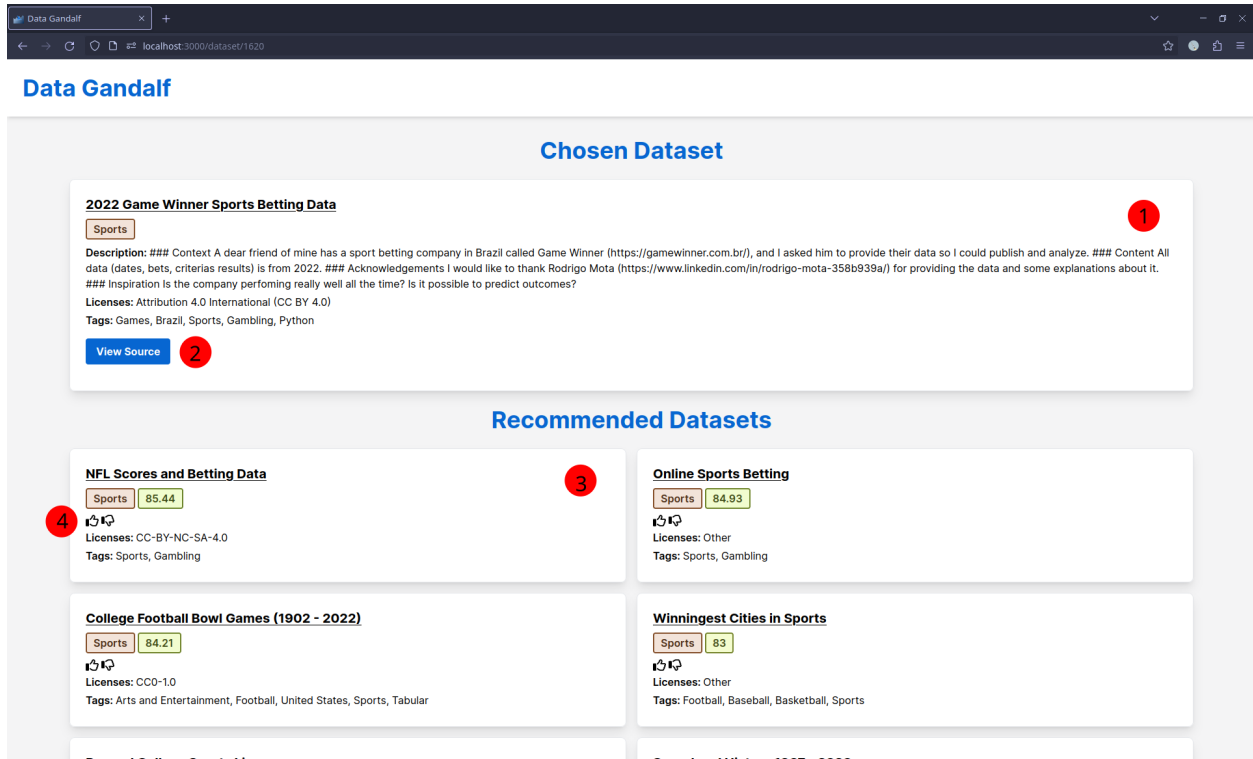 Data Gandalf
localhost:3000/dataset/1620
Data Gandalf
Chosen Dataset
2022 Game Winner Sports Betting Data
1
Sports
Description: ### Context A dear friend of mine has a sport betting company in Brazil called Game Winner (https://gamewinner.com.br/), and I asked him to provide their data so I could publish and analyze. ### Content All
data (dates, bets, criterias results) is from 2022. ### Acknowledgements I would like to thank Rodrigo Mota (https://www.linkedin.com/in/rodrigo-mota-358b939a/) for providing the data and some explanations about it.
### Inspiration Is the company perfoming really well all the time? Is it possible to predict outcomes?
Licenses: Attribution 4.0 International (CC BY 4.0)
Tags: Games, Brazil, Sports, Gambling, Python
View Source 2
Recommended Datasets
NFL Scores and Betting Data
3
Sports 85.44
4
Licenses: CC-BY-NC-SA-4.0
Tags: Sports, Gambling
Online Sports Betting
Sports 84.93
Licenses: Other
Tags: Sports, Gambling
College Football Bowl Games (1902 - 2022)
Sports 84.21
Licenses: CC0-1.0
Tags: Arts and Entertainment, Football, United States, Sports, Tabular
Winningest Cities in Sports
Sports 83
Licenses: Other
Tags: Football, Baseball, Basketball, Sports